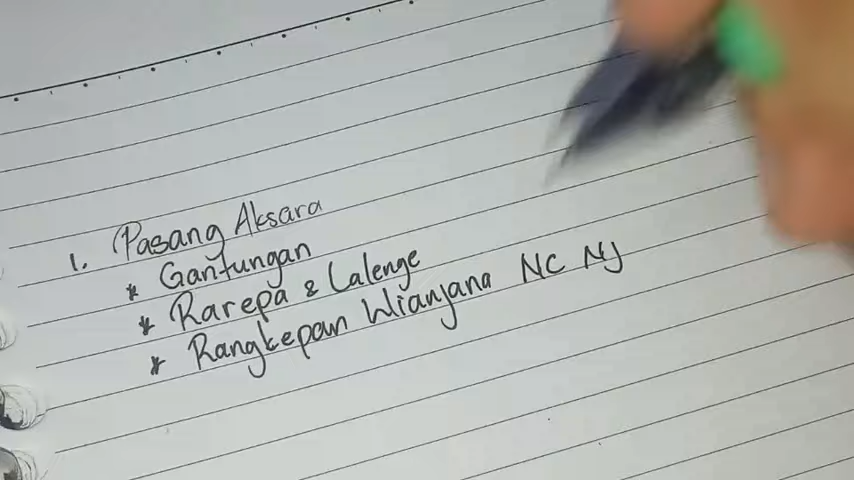 1. Pasang Aksara
* Gantungan
* Rarepa & Lalenge
* Rangkepan Wianjana NC NJ